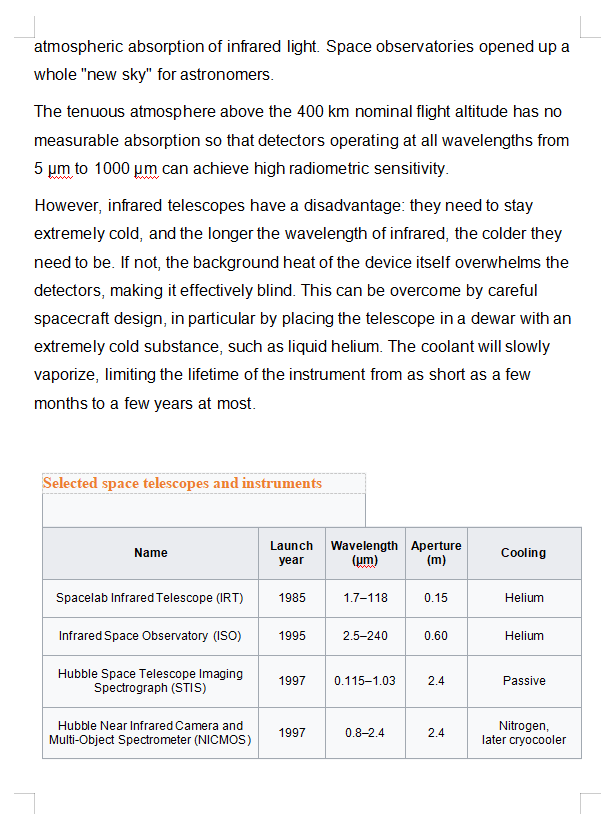 atmospheric absorption of infrared light. Space observatories opened up a
whole "new sky" for astronomers.
The tenuous atmosphere above the 400 km nominal flight altitude has no
measurable absorption so that detectors operating at all wavelengths from
5 µm to 1000 µm can achieve high radiometric sensitivity.
However, infrared telescopes have a disadvantage: they need to stay
extremely cold, and the longer the wavelength of infrared, the colder they
need to be. If not, the background heat of the device itself overwhelms the
detectors, making it effectively blind. This can be overcome by careful
spacecraft design, in particular by placing the telescope in a dewar with an
extremely cold substance, such as liquid helium. The coolant will slowly
vaporize, limiting the lifetime of the instrument from as short as a few
months to a few years at most.
Selected space telescopes and instruments
Name Launch year Wavelength (µm) Aperture (m) Cooling
Spacelab Infrared Telescope (IRT) 1985 1.7–118 0.15 Helium
Infrared Space Observatory (ISO) 1995 2.5–240 0.60 Helium
Hubble Space Telescope Imaging Spectrograph (STIS) 1997 0.115–1.03 2.4 Passive
Hubble Near Infrared Camera and Multi-Object Spectrometer (NICMOS) 1997 0.8–2.4 2.4 Nitrogen, later cryocooler